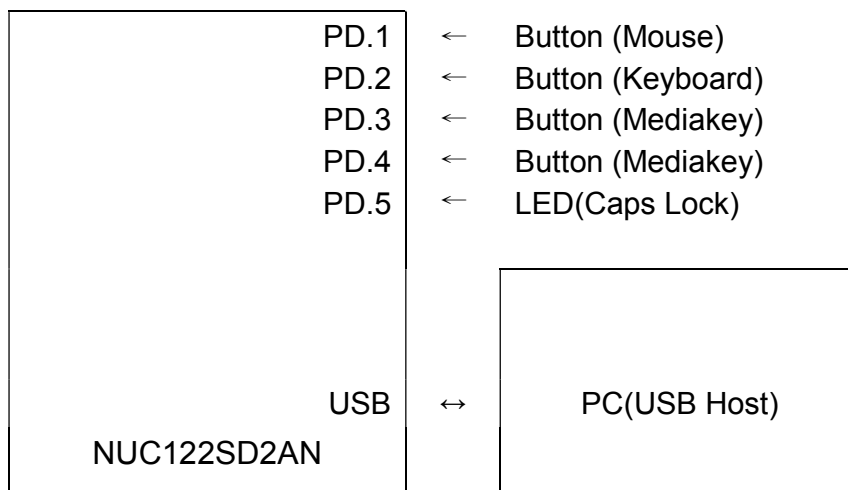 PD.1 ← Button (Mouse)
PD.2 ← Button (Keyboard)
PD.3 ← Button (Mediakey)
PD.4 ← Button (Mediakey)
PD.5 ← LED(Caps Lock)
USB ↔ PC(USB Host)
NUC122SD2AN